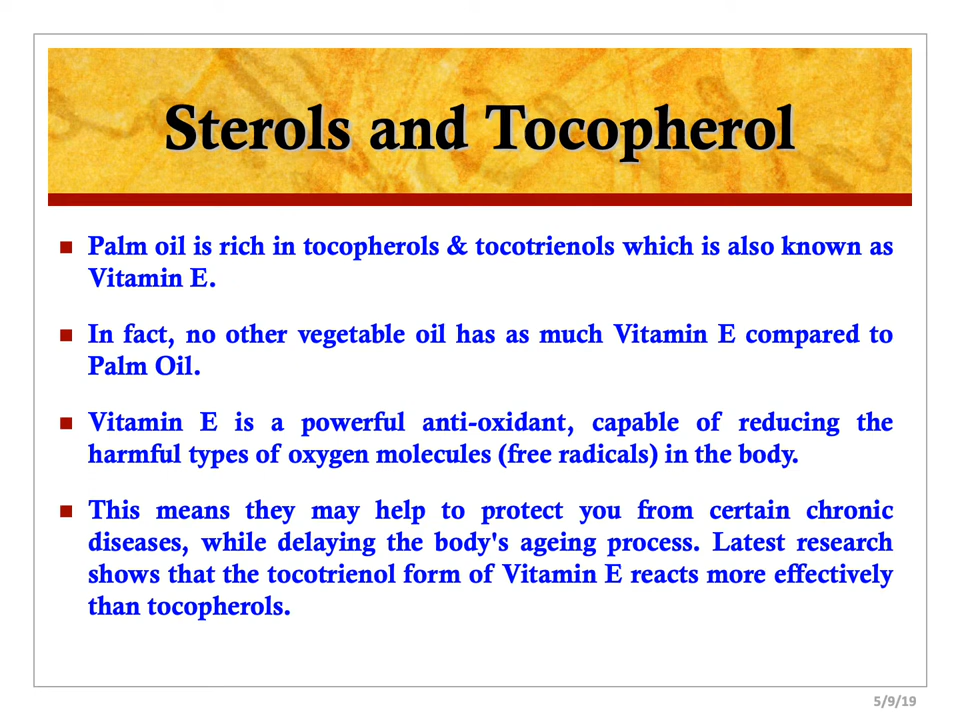 Sterols and Tocopherol
Palm oil is rich in tocopherols & tocotrienols which is also known as
Vitamin E.
In fact, no other vegetable oil has as much Vitamin E compared to
Palm Oil.
Vitamin E is a powerful anti-oxidant, capable of reducing the
harmful types of oxygen molecules (free radicals) in the body.
This means they may help to protect you from certain chronic
diseases, while delaying the body's ageing process. Latest research
shows that the tocotrienol form of Vitamin E reacts more effectively
than tocopherols.
5/9/19